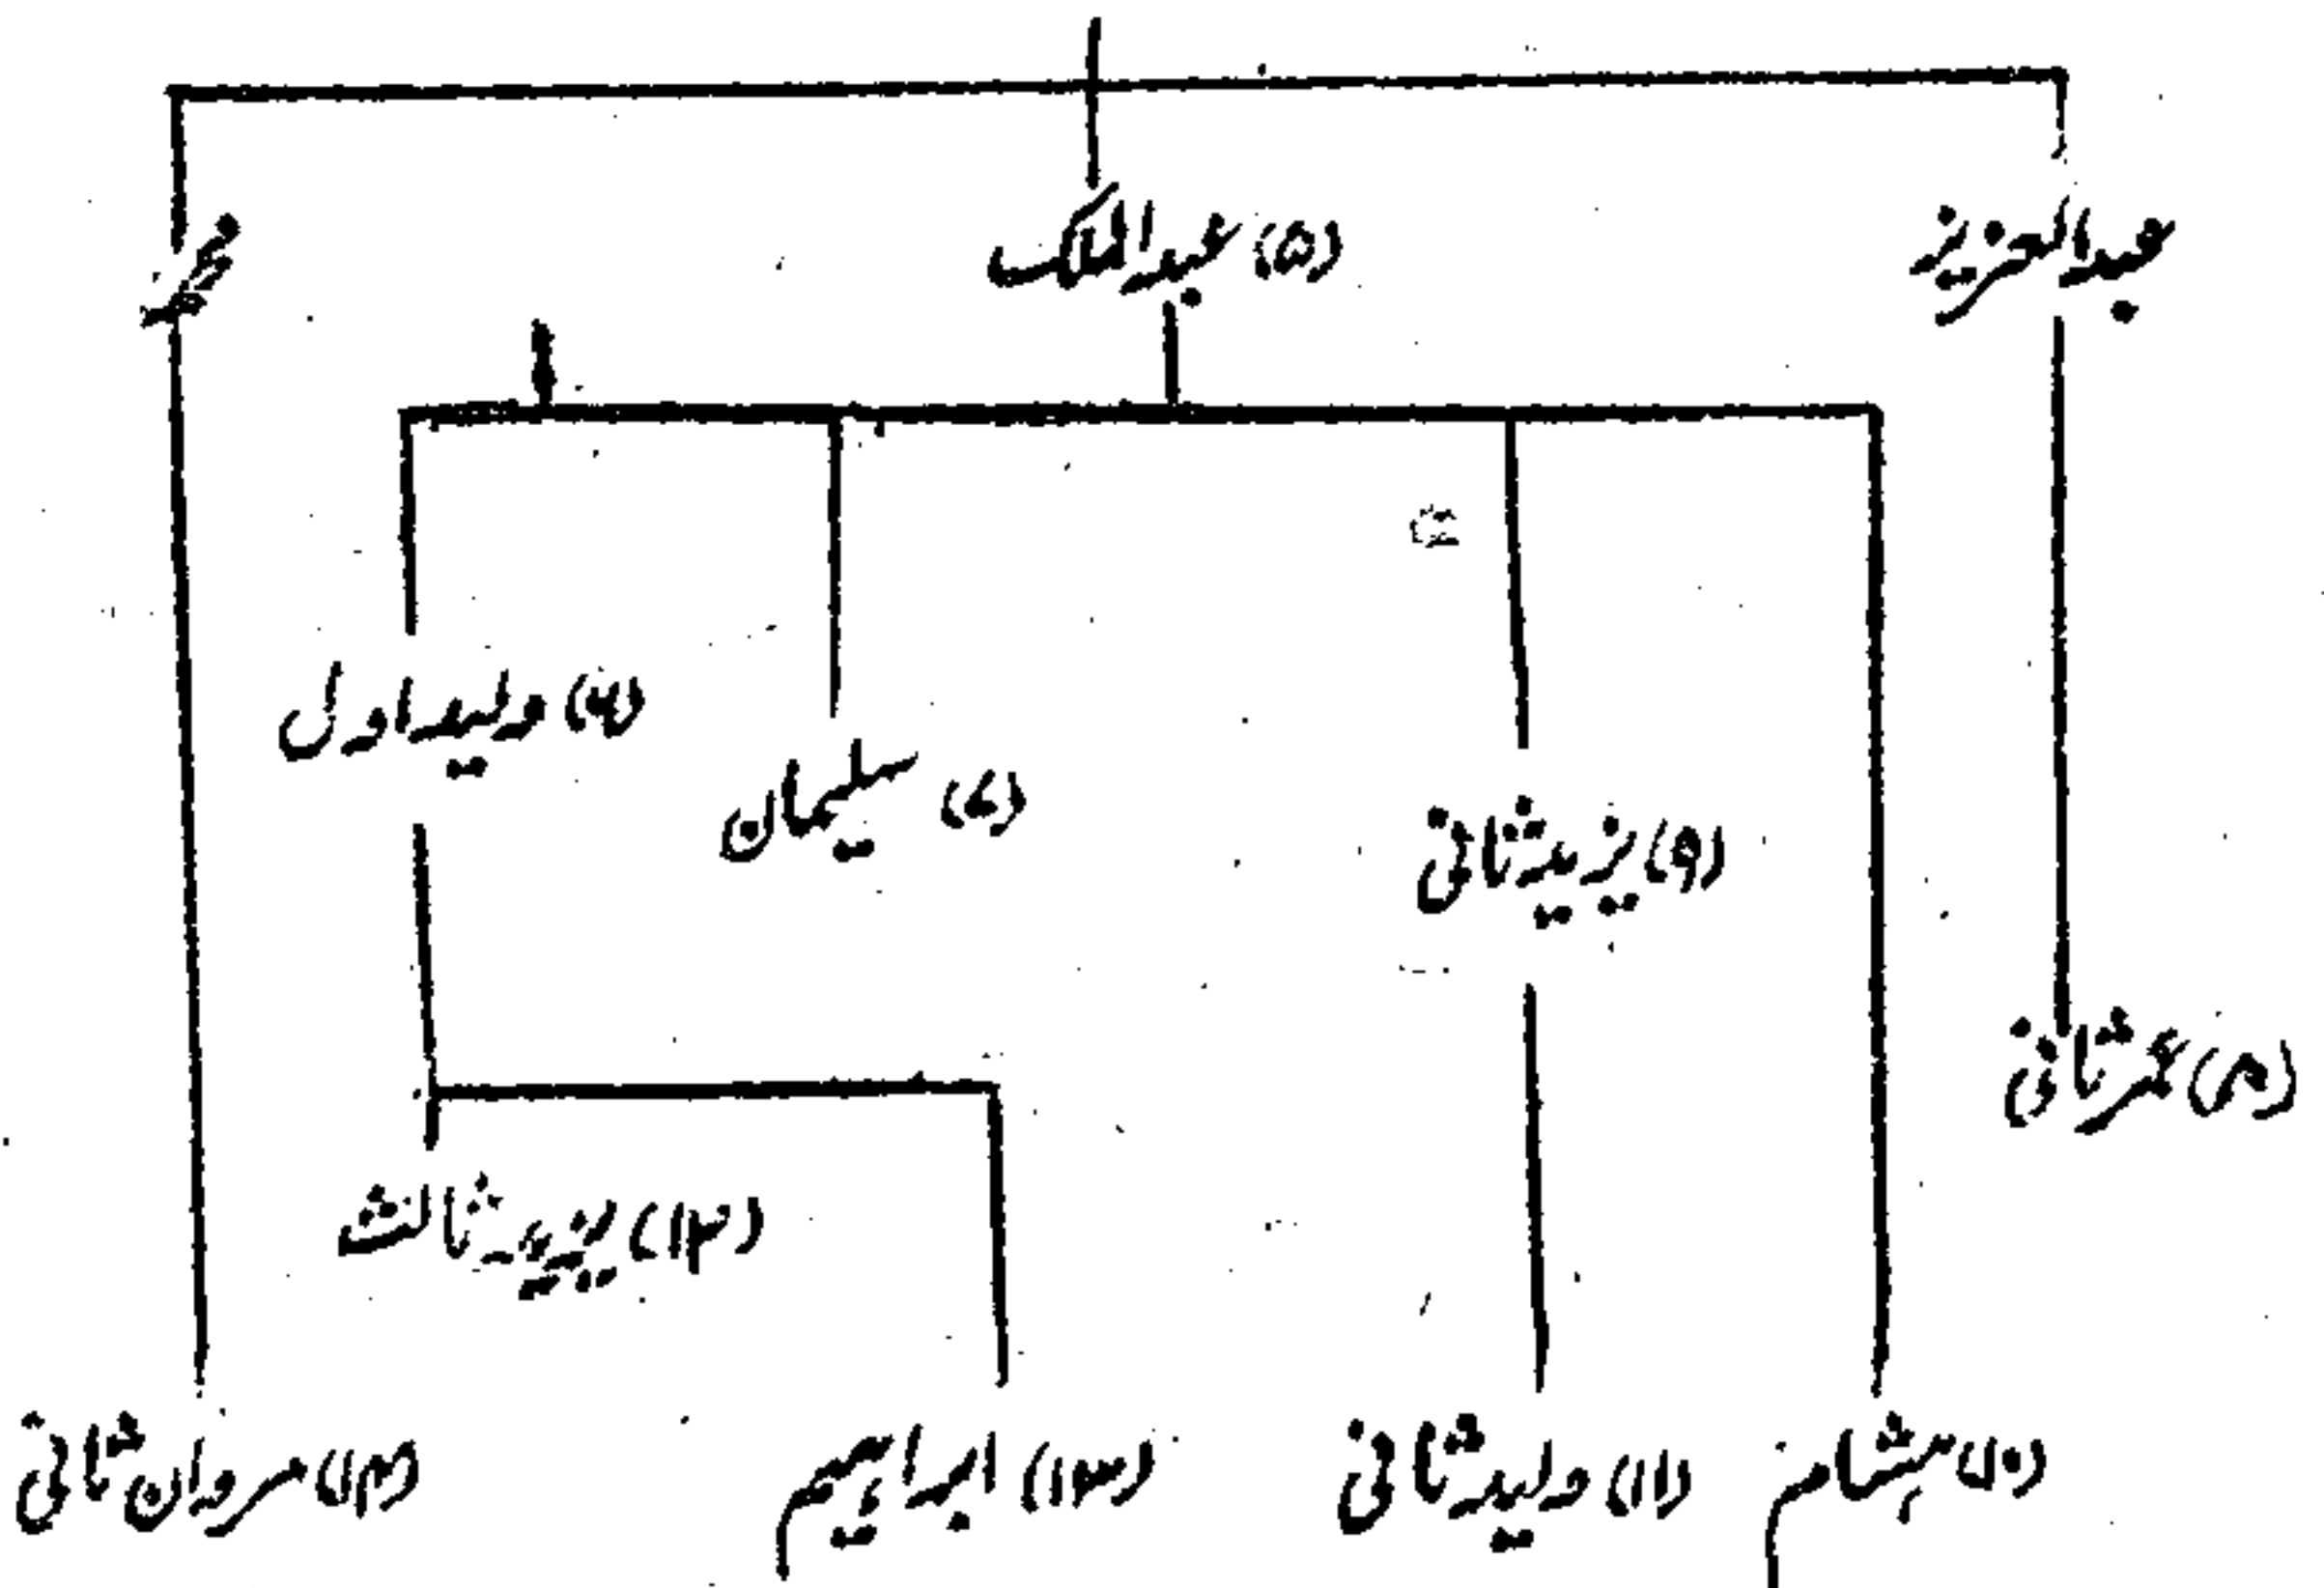 عبدالعزیز
(۵) عبدالملک
محمد
(۶) ولید اول
(۷) سلیمان
(۹) یزید ثانی
(۸) عمر ثانی
(۱۲) یزید ثالث
(۱۰) ہشام
(۱۱) ولید ثانی
(۱۳) ابراہیم
(۱۴) مروان ثانی